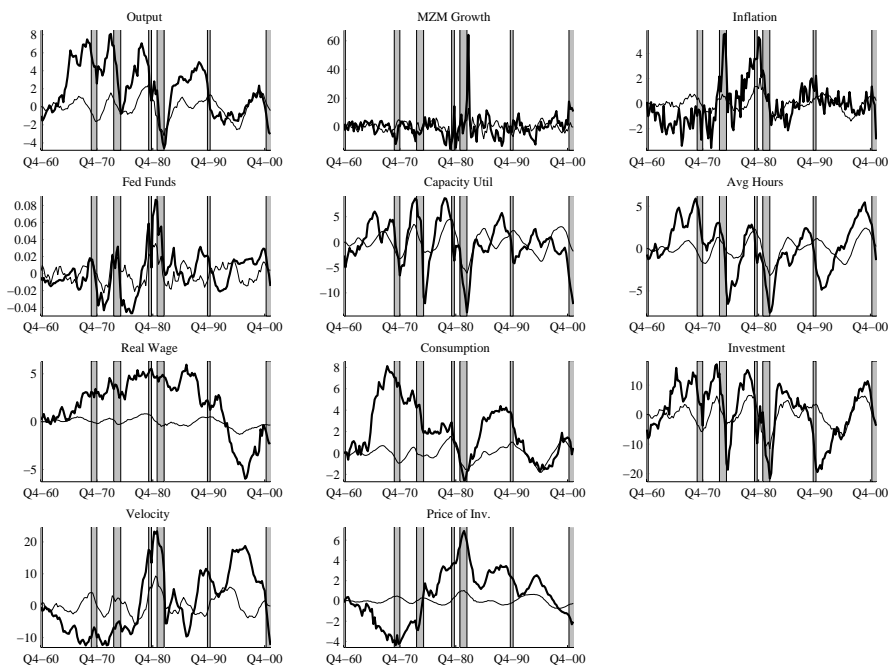 Output
8
6
4
2
0
−2
−4
Q4−60 Q4−70 Q4−80 Q4−90 Q4−00
MZM Growth
60
40
20
0
Q4−60 Q4−70 Q4−80 Q4−90 Q4−00
Inflation
4
2
0
−2
Q4−60 Q4−70 Q4−80 Q4−90 Q4−00
Fed Funds
0.08
0.06
0.04
0.02
0
−0.02
−0.04
Q4−60 Q4−70 Q4−80 Q4−90 Q4−00
Capacity Util
5
0
−5
−10
Q4−60 Q4−70 Q4−80 Q4−90 Q4−00
Avg Hours
5
0
−5
Q4−60 Q4−70 Q4−80 Q4−90 Q4−00
Real Wage
5
0
−5
Q4−60 Q4−70 Q4−80 Q4−90 Q4−00
Consumption
8
6
4
2
0
−2
Q4−60 Q4−70 Q4−80 Q4−90 Q4−00
Investment
10
0
−10
−20
Q4−60 Q4−70 Q4−80 Q4−90 Q4−00
Velocity
20
10
0
−10
Q4−60 Q4−70 Q4−80 Q4−90 Q4−00
Price of Inv.
6
4
2
0
−2
−4
Q4−60 Q4−70 Q4−80 Q4−90 Q4−00